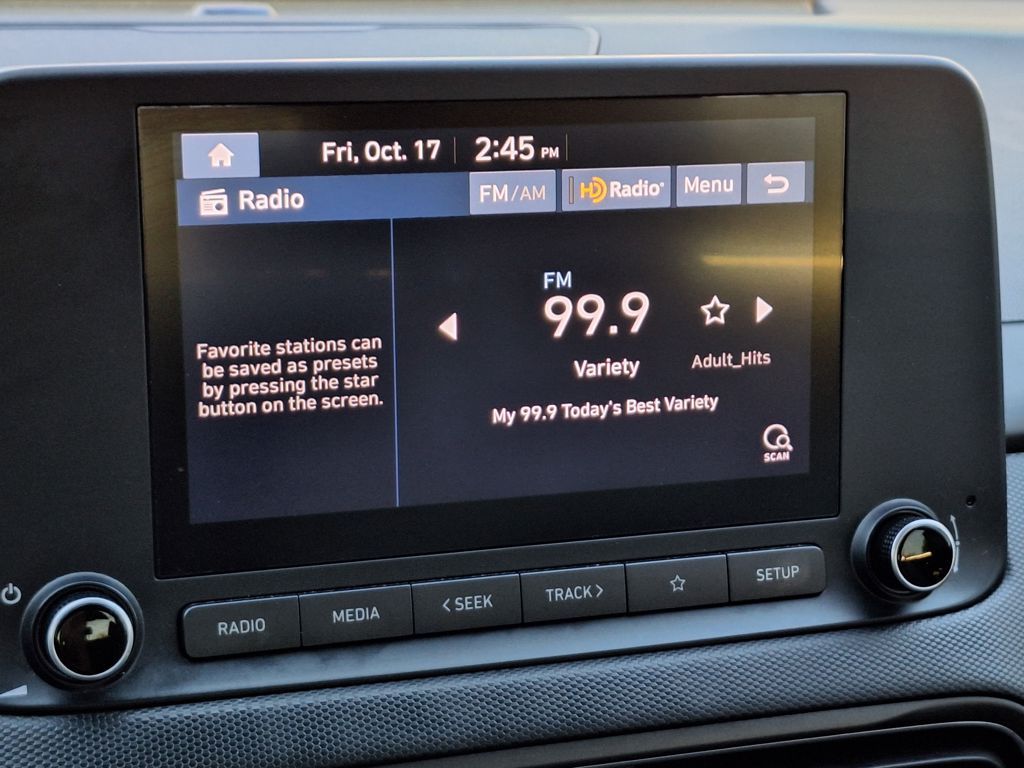 Fri, Oct. 17 2:45 PM
Radio FM/AM HD Radio® Menu
FM
99.9
Variety Adult_Hits
My 99.9 Today's Best Variety
SCAN
Favorite stations can
be saved as presets
by pressing the star
button on the screen.
RADIO MEDIA <SEEK TRACK> SETUP